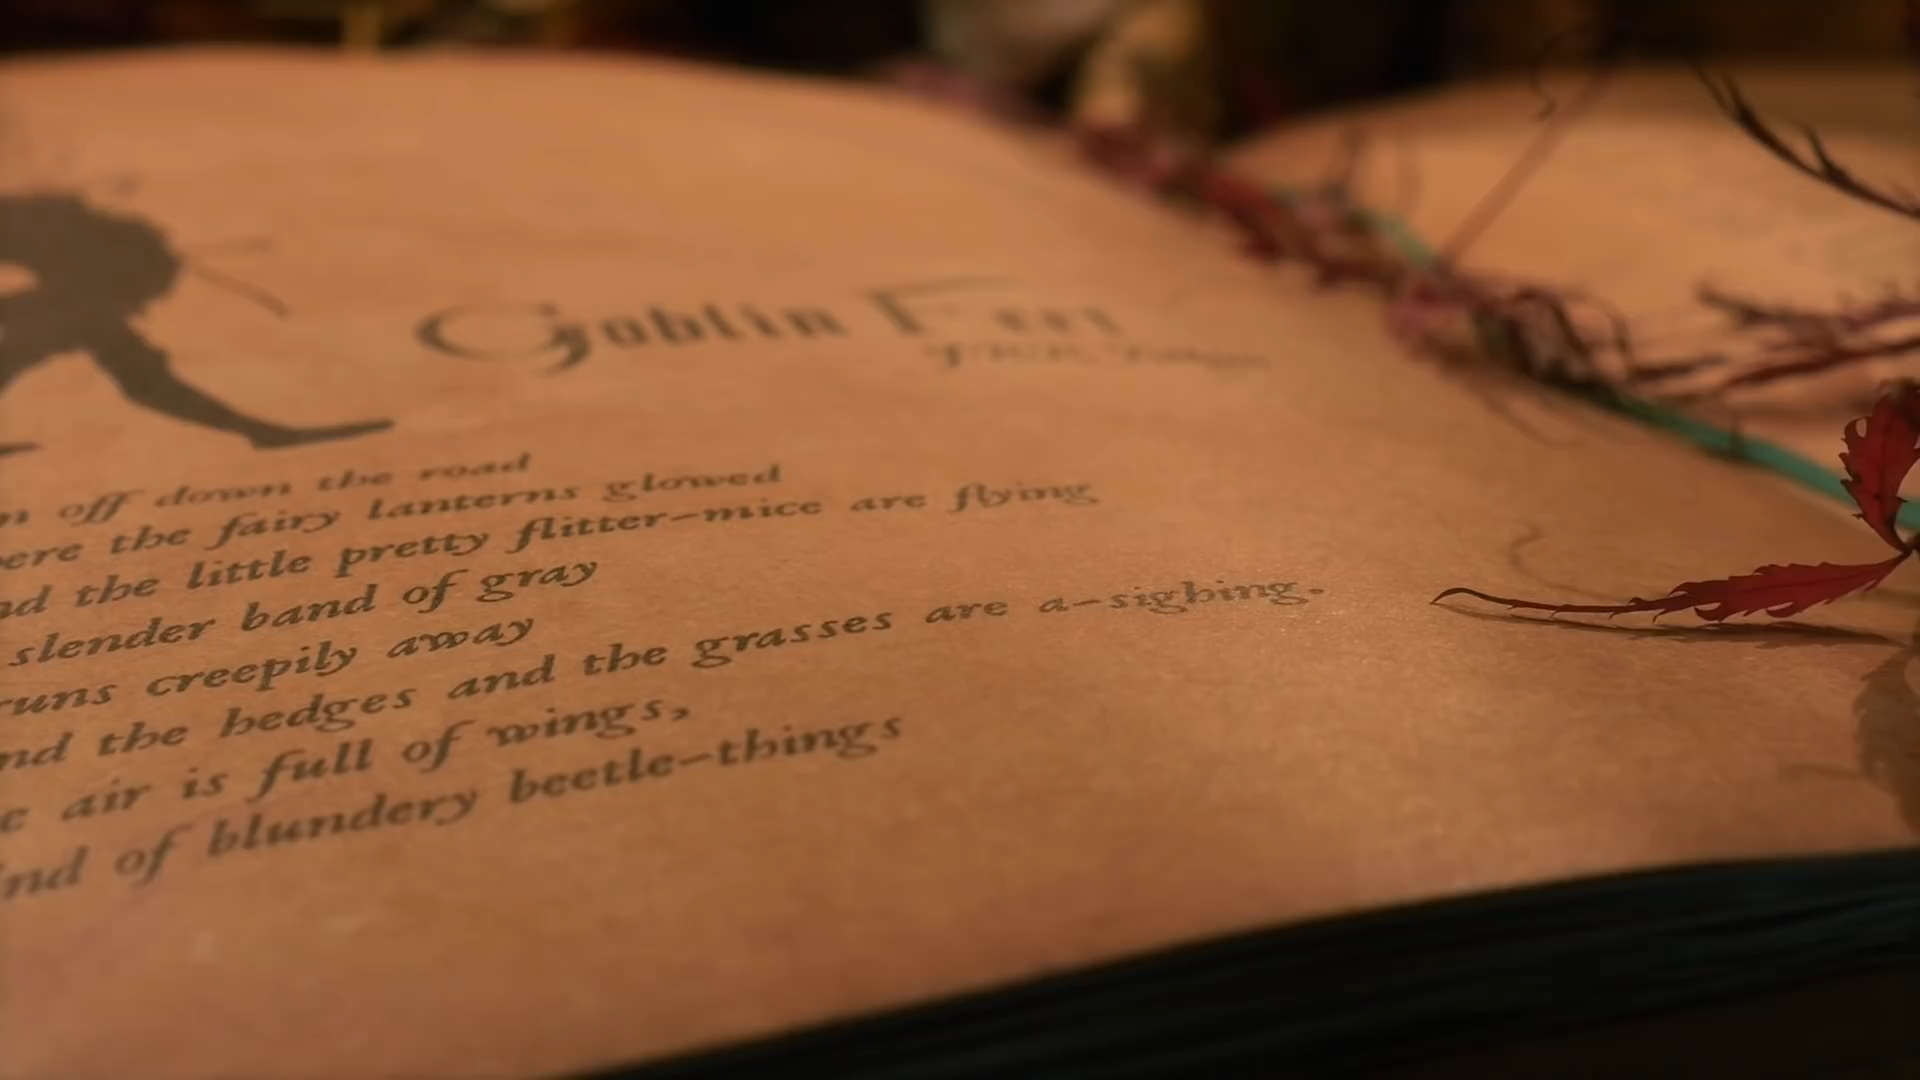 Goblin Feet
off down the road
the fairy lanterns glowed
the little pretty flitter-mice are flying
slender band of gray
runs creepily away
the hedges and the grasses are a-sighing.
air is full of wings,
of blundery beetle-things